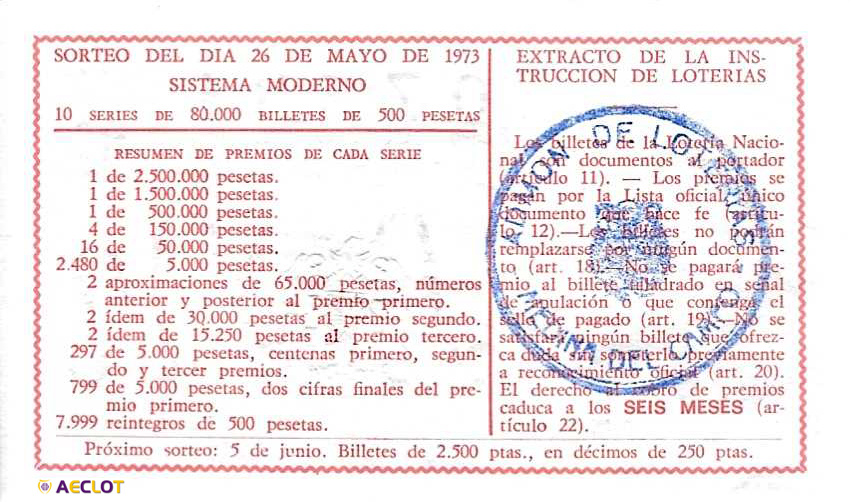 SORTEO DEL DIA 26 DE MAYO DE 1973
SISTEMA MODERNO
10 SERIES DE 80.000 BILLETES DE 500 PESETAS
RESUMEN DE PREMIOS DE CADA SERIE
1 de 2.500.000 pesetas.
1 de 1.500.000 pesetas.
1 de 500.000 pesetas.
4 de 150.000 pesetas.
16 de 50.000 pesetas.
2.480 de 5.000 pesetas.
2 aproximaciones de 65.000 pesetas, números
anterior y posterior al premio primero.
2 ídem de 30.000 pesetas al premio segundo.
2 ídem de 15.250 pesetas al premio tercero.
297 de 5.000 pesetas, centenas primero, segun-
do y tercer premios.
799 de 5.000 pesetas, dos cifras finales del pre-
mio primero.
7.999 reintegros de 500 pesetas.
EXTRACTO DE LA INS-
TRUCCION DE LOTERIAS
Los billetes de la Lotería Nacio-
nal son documentos al portador
(artículo 11). — Los premios se
pagan por la Lista oficial, único
documento que hace fe (artícu-
lo 12).—Los billetes no podrán
remplazarse por ningún documen-
to (art. 18).—No se pagará pre-
mio al billete taladrado en señal
de anulación o que contenga el
sello de pagado (art. 19).—No se
satisfará ningún billete que ofrez-
ca duda sin someterlo previamente
a reconocimiento oficial (art. 20).
El derecho al cobro de premios
caduca a los SEIS MESES (ar-
tículo 22).
ADMON DE LOTERIAS
MEDINA DEL CAMPO
Próximo sorteo: 5 de junio. Billetes de 2.500 ptas., en décimos de 250 ptas.
AECLOT